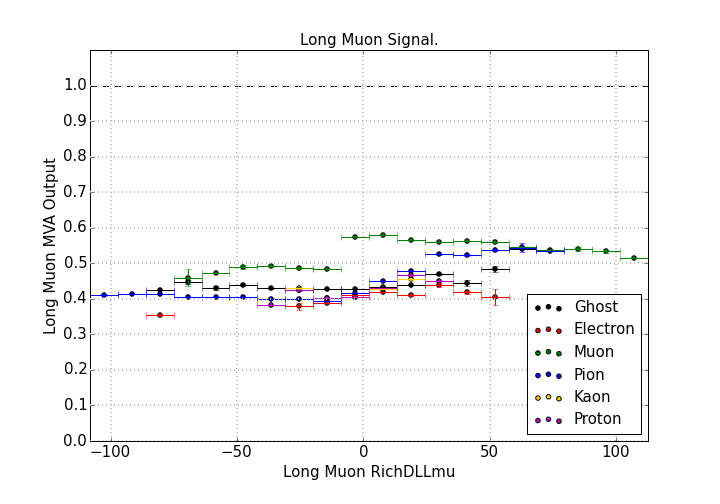 Long Muon Signal.
1.0
0.9
0.8
0.7
0.6
0.5
0.4
0.3
0.2
0.1
0.0
Long Muon MVA Output
Ghost
Electron
Muon
Pion
Kaon
Proton
−100 −50 0 50 100
Long Muon RichDLLmu